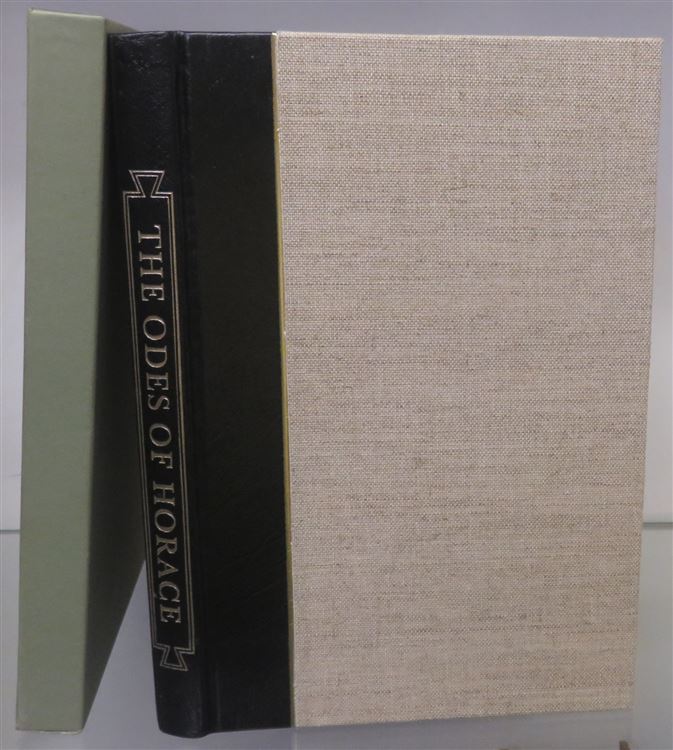 THE ODES OF HORACE